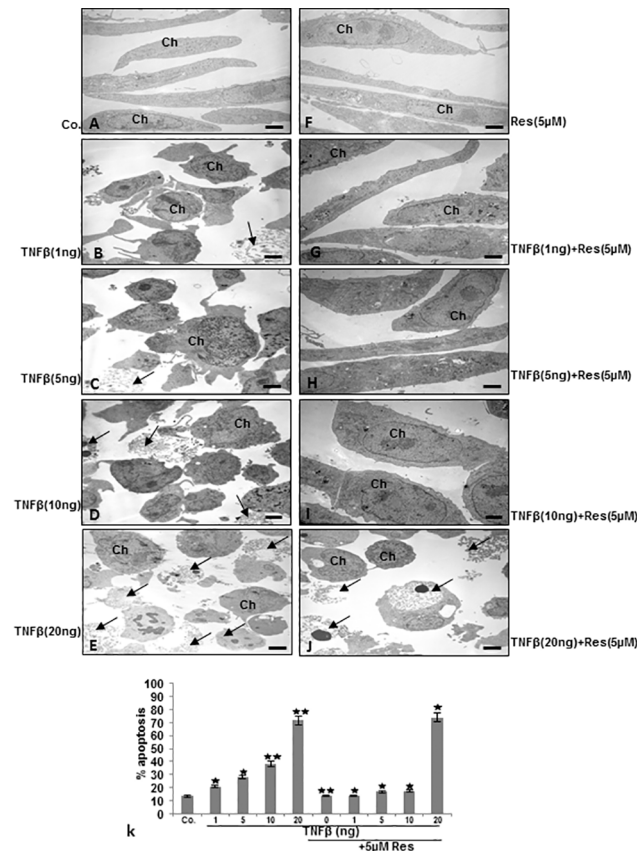 Ch
Ch
A
Co.
Ch
Ch
F
Res(5µM)
Ch
Ch
B
TNFβ(1ng)
Ch
Ch
G
TNFβ(1ng)+Res(5µM)
Ch
C
TNFβ(5ng)
Ch
H
TNFβ(5ng)+Res(5µM)
Ch
D
TNFβ(10ng)
Ch
Ch
I
TNFβ(10ng)+Res(5µM)
Ch
Ch
E
TNFβ(20ng)
Ch
Ch
J
TNFβ(20ng)+Res(5µM)
% apoptosis
100
90
80
70
60
50
40
30
20
10
0
Co. 1 5 10 20 0 1 5 10 20
TNFβ (ng)
+5µM Res
k